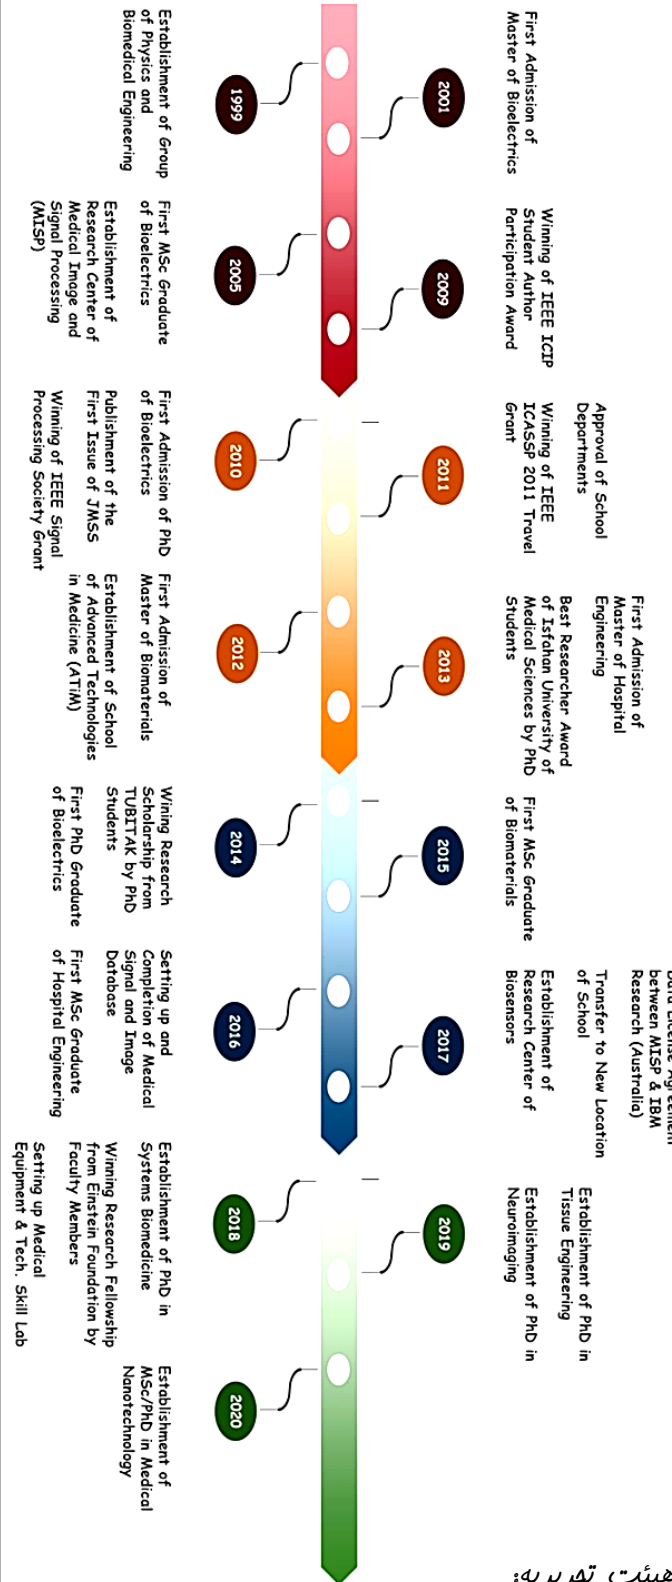 First Admission of
Master of Bioelectrics
2001
Winning of IEEE ICIP
Student Author
Participation Award
2009
Approval of School
Departments
Winning of IEEE
ICASSP 2011 Travel
Grant
2011
First Admission of
Master of Hospital
Engineering
Best Researcher Award
of Isfahan University of
Medical Sciences by PhD
Students
2013
First MSc Graduate
of Biomaterials
2015
Data License Agreement
between MISP & IBM
Research (Australia)
Transfer to New Location
of School
Establishment of
Research Center of
Biosensors
2017
Establishment of PhD in
Tissue Engineering
Establishment of PhD in
Neuroimaging
2019
1999
Establishment of Group
of Physics and
Biomedical Engineering
2005
First MSc Graduate
of Bioelectrics
Establishment of
Research Center of
Medical Image and
Signal Processing
(MISP)
2010
First Admission of PhD
of Bioelectrics
Publishment of the
First Issue of JMSS
Winning of IEEE Signal
Processing Society Grant
2012
First Admission of
Master of Biomaterials
Establishment of School
of Advanced Technologies
in Medicine (ATiM)
2014
Wining Research
Scholarship from
TUBITAK by PhD
Students
First PhD Graduate
of Bioelectrics
2016
Setting up and
Completion of Medical
Signal and Image
Database
First MSc Graduate
of Hospital Engineering
2018
Establishment of PhD in
Systems Biomedicine
Winning Research Fellowship
from Einstein Foundation by
Faculty Members
Setting up Medical
Equipment & Tech. Skill Lab
2020
Establishment of
MSc/PhD in Medical
Nanotechnology
هیئت تحریریه: